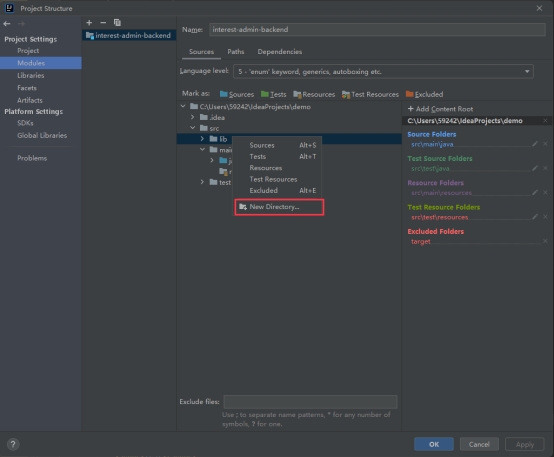 Project Structure
Project Settings
Project
Modules
Libraries
Facets
Artifacts
Platform Settings
SDKs
Global Libraries
Problems
interest-admin-backend
Name: interest-admin-backend
Sources Paths Dependencies
Language level: 5 - 'enum' keyword, generics, autoboxing etc.
Mark as: Sources Tests Resources Test Resources Excluded
C:\Users\59242\IdeaProjects\demo
.idea
src
lib
main
test
Sources Alt+S
Tests Alt+T
Resources
Test Resources
Excluded Alt+E
New Directory...
+ Add Content Root
C:\Users\59242\IdeaProjects\demo
Source Folders
src\main\java
Test Source Folders
src\test\java
Resource Folders
src\main\resources
Test Resource Folders
src\test\resources
Excluded Folders
target
Exclude files:
Use ; to separate name patterns, * for any number of
symbols, ? for one.
?
OK Cancel Apply